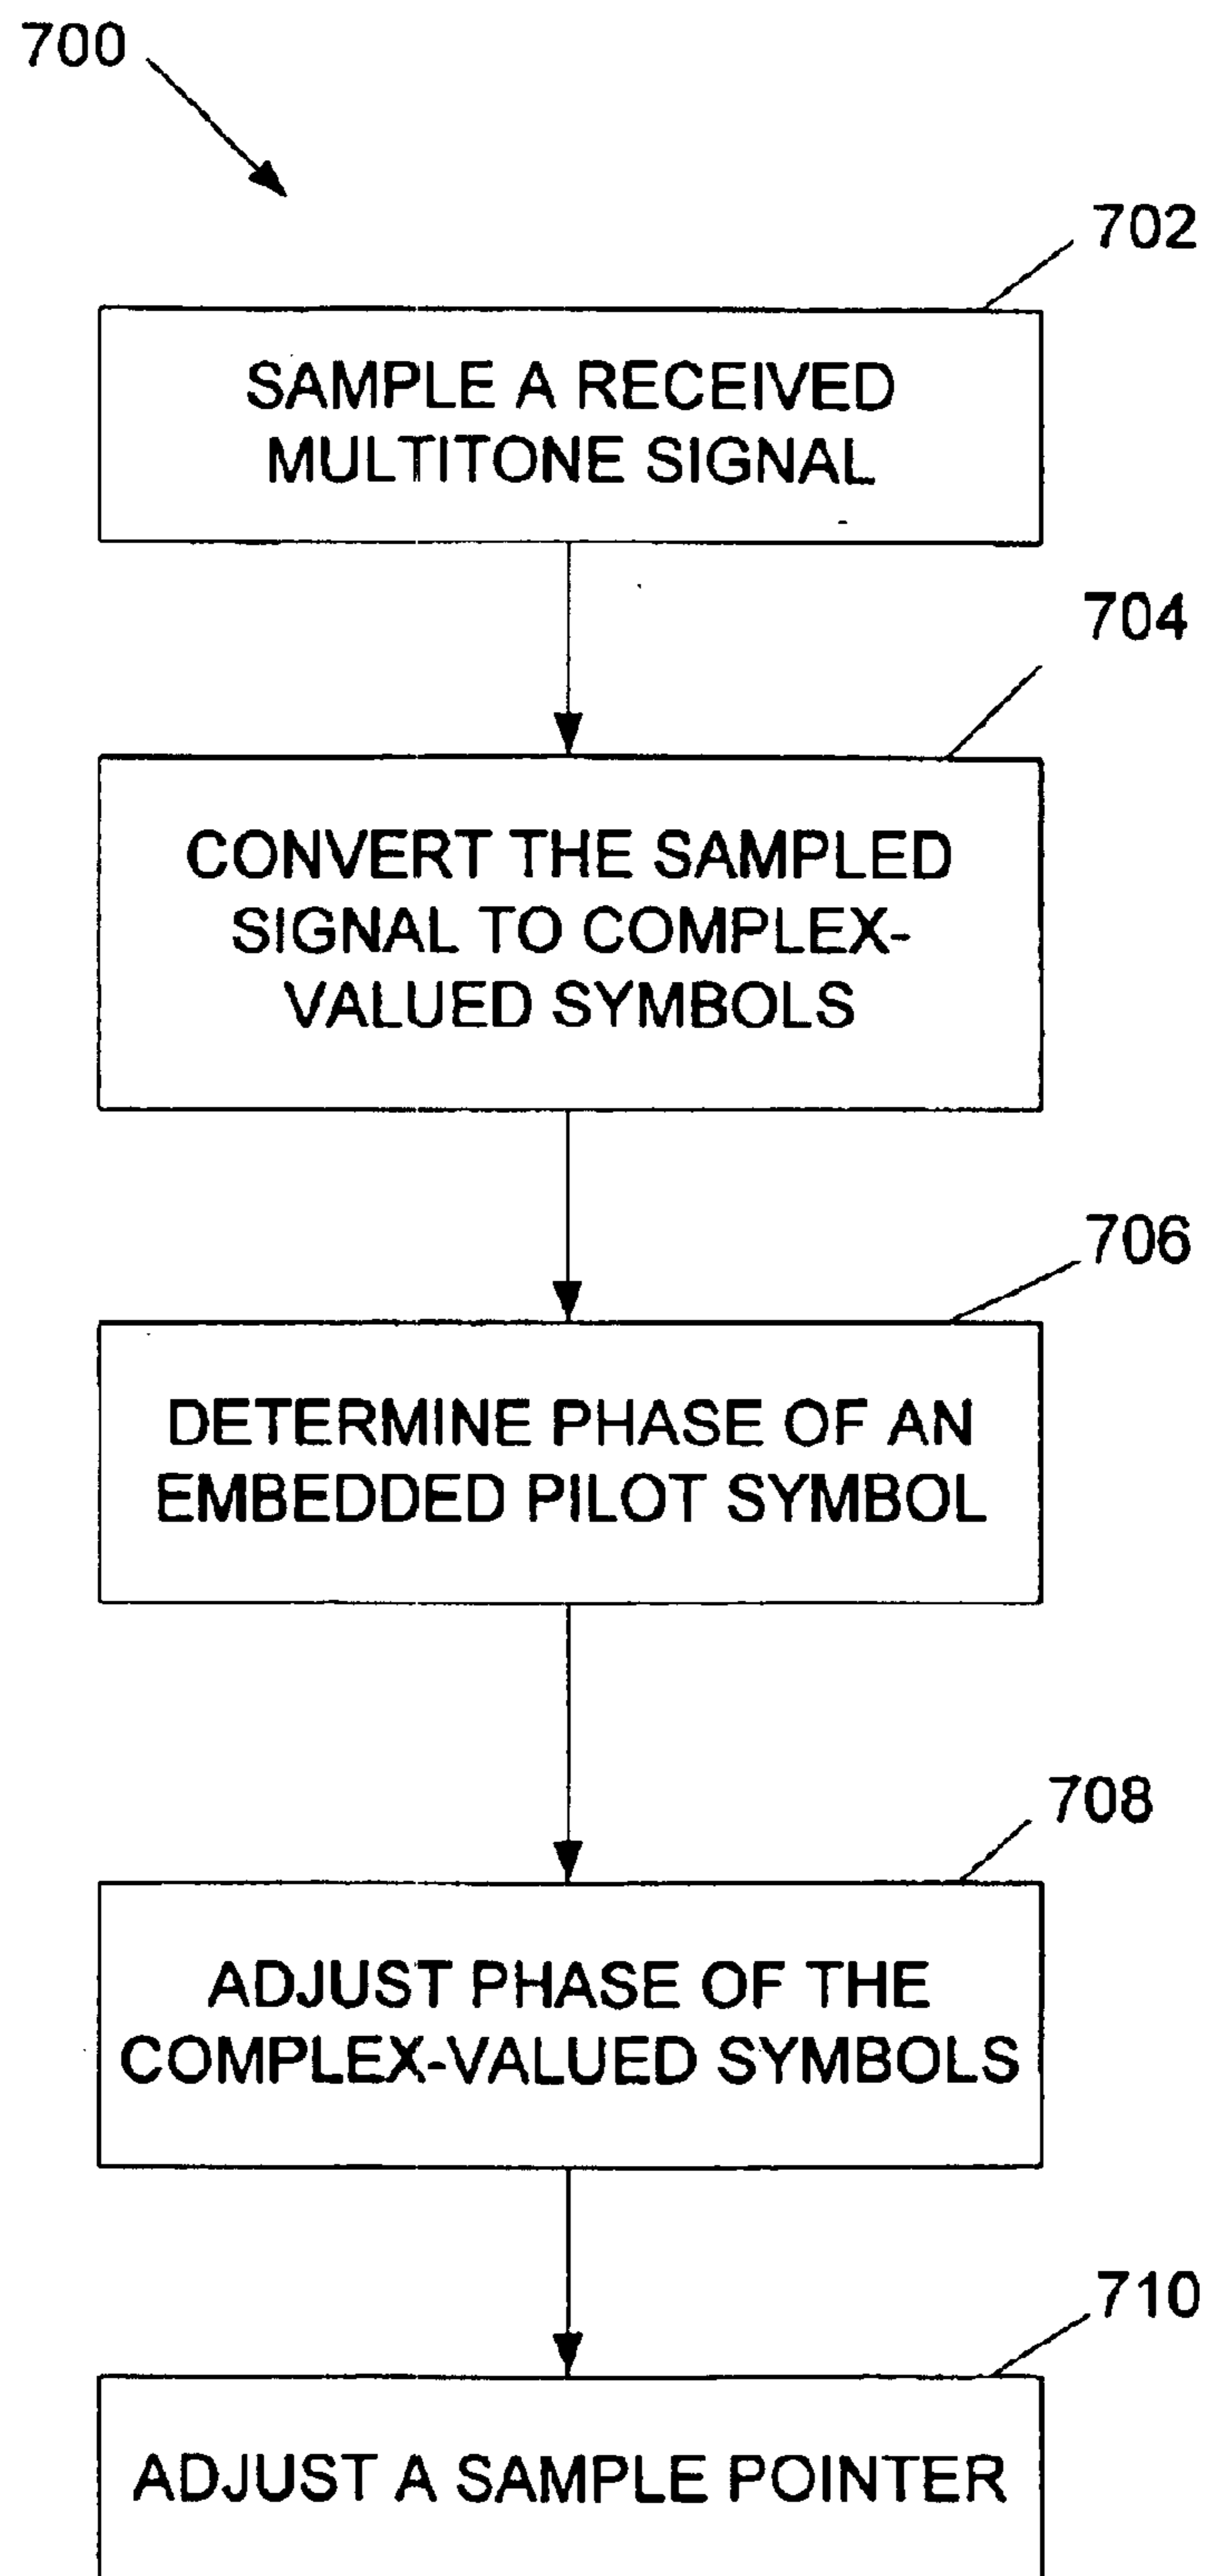 700
702
SAMPLE A RECEIVED
MULTITONE SIGNAL
704
CONVERT THE SAMPLED
SIGNAL TO COMPLEX-
VALUED SYMBOLS
706
DETERMINE PHASE OF AN
EMBEDDED PILOT SYMBOL
708
ADJUST PHASE OF THE
COMPLEX-VALUED SYMBOLS
710
ADJUST A SAMPLE POINTER